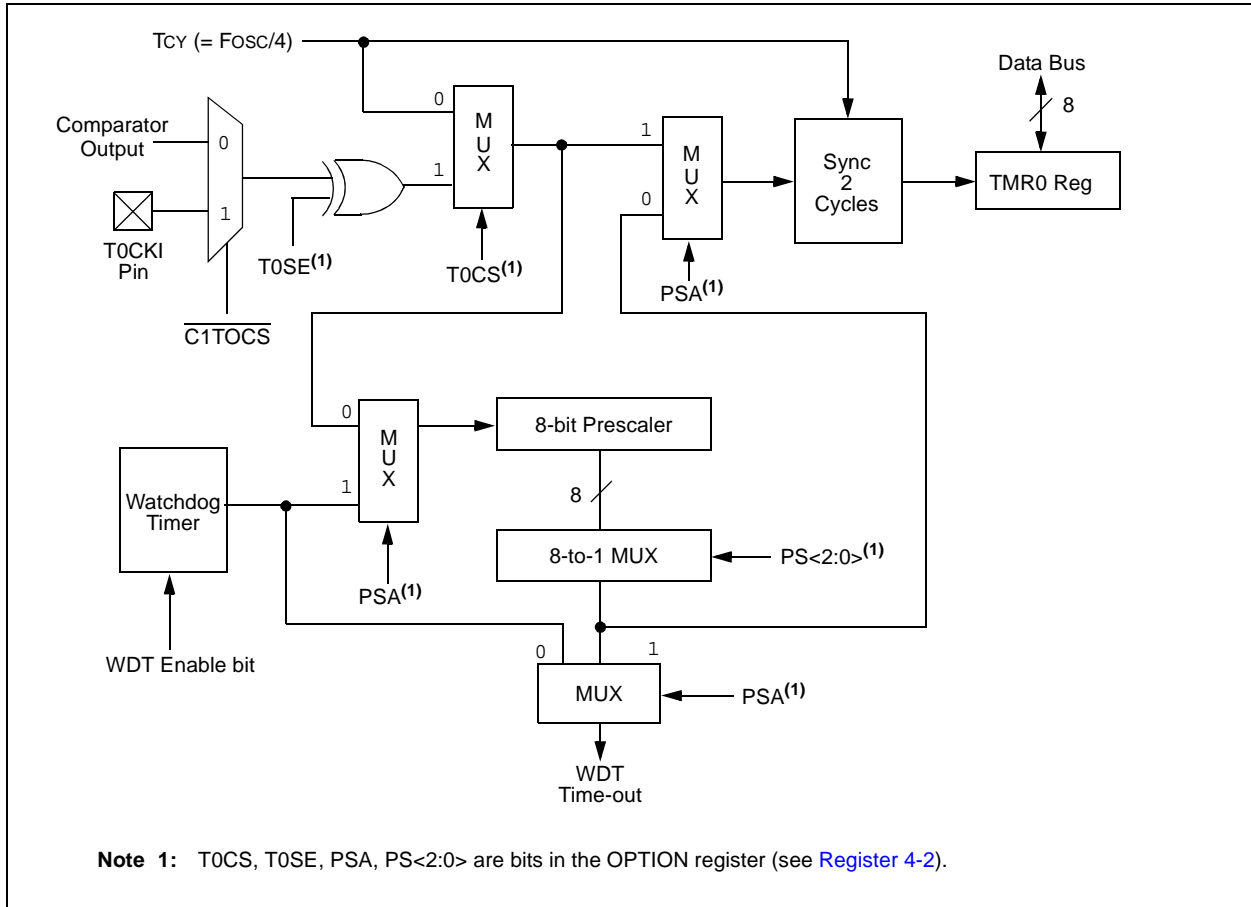 TCY (= FOSC/4)
Data Bus
8
Comparator
Output
0
1
T0CKI
Pin
C1TOCS
T0SE(1)
0
1
M
U
X
T0CS(1)
1
0
M
U
X
PSA(1)
Sync
2
Cycles
TMR0 Reg
0
1
M
U
X
PSA(1)
8-bit Prescaler
8
8-to-1 MUX
PS<2:0>(1)
Watchdog
Timer
WDT Enable bit
0
1
MUX
PSA(1)
WDT
Time-out
Note 1: T0CS, T0SE, PSA, PS<2:0> are bits in the OPTION register (see Register 4-2).